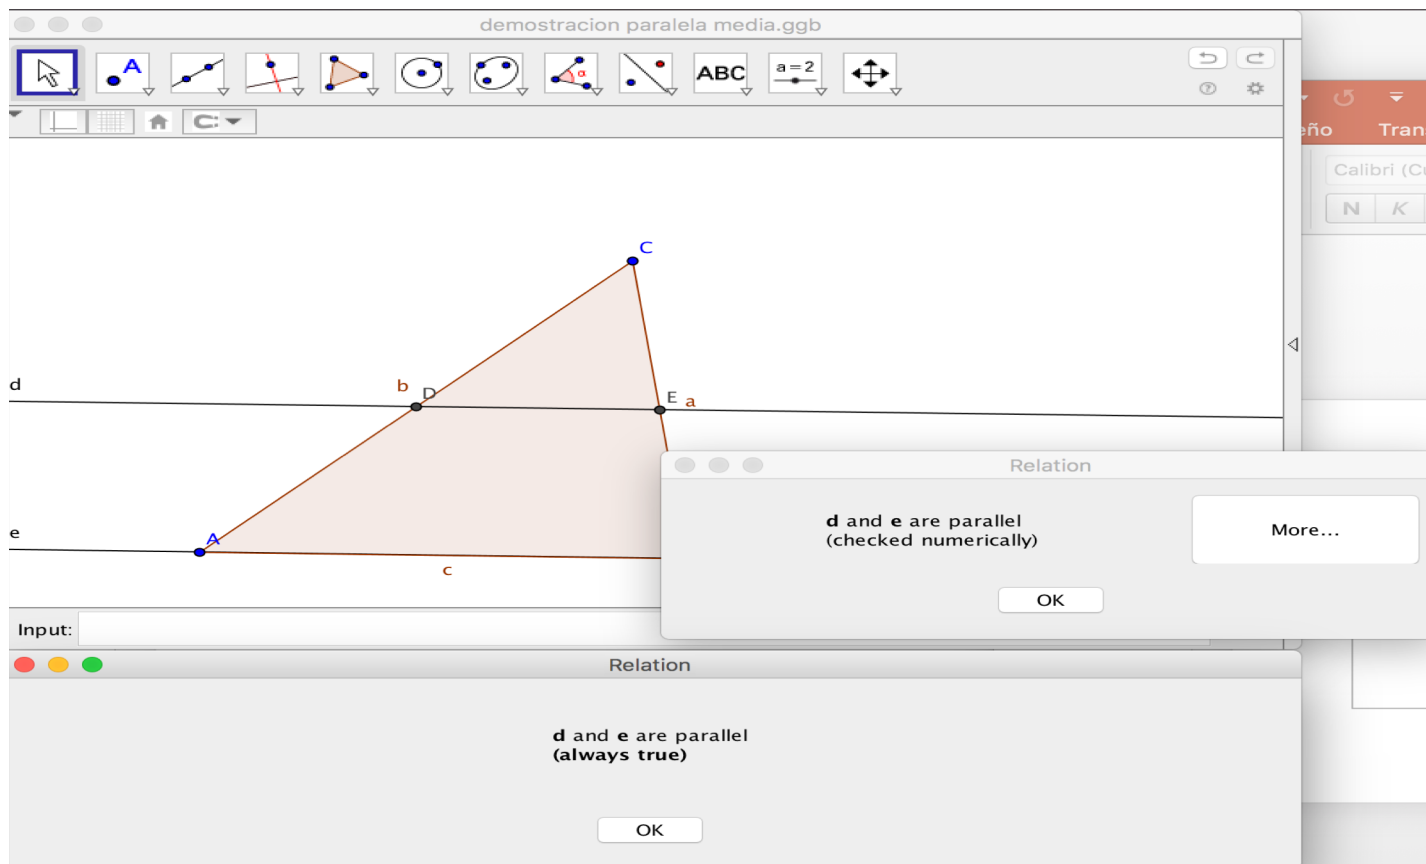 demostracion paralela media.ggb
A
α
ABC
a=2
eño
Tran
Calibri (Cu
N
K
C
d
b
D
E
a
e
A
c
Relation
d and e are parallel
(checked numerically)
More...
OK
Input:
Relation
d and e are parallel
(always true)
OK